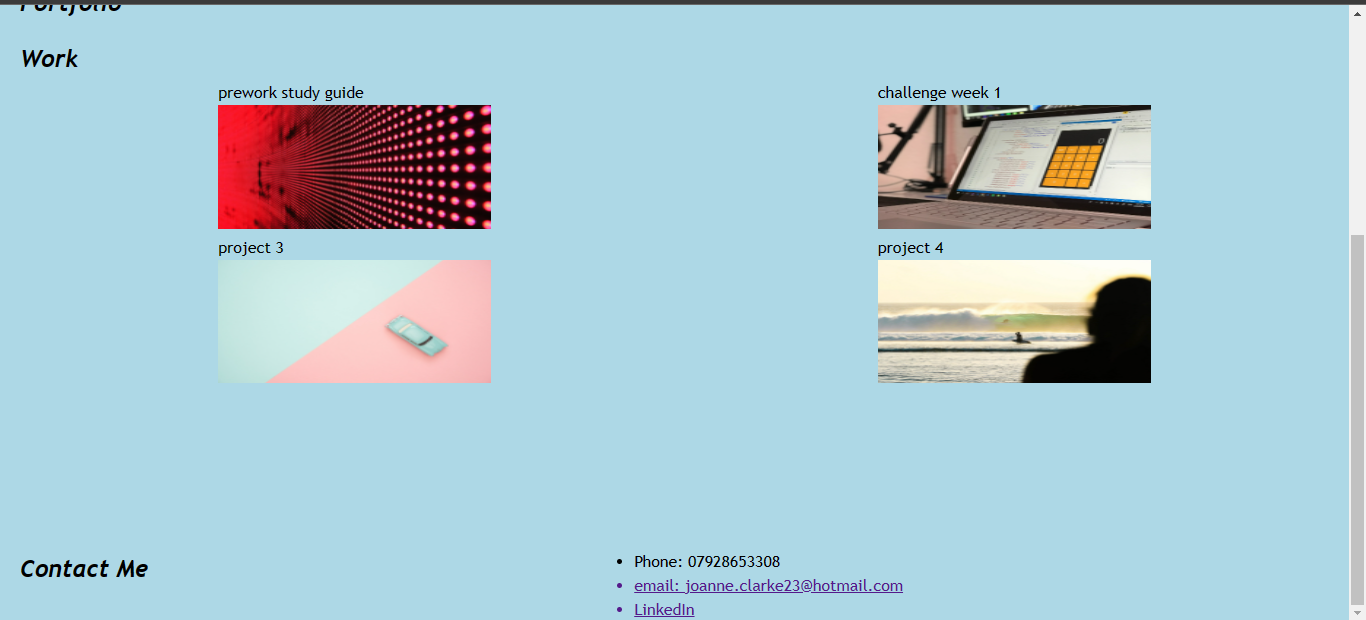 Portfolio
Work
prework study guide
challenge week 1
project 3
project 4
Contact Me
Phone: 07928653308
email: joanne.clarke23@hotmail.com
LinkedIn